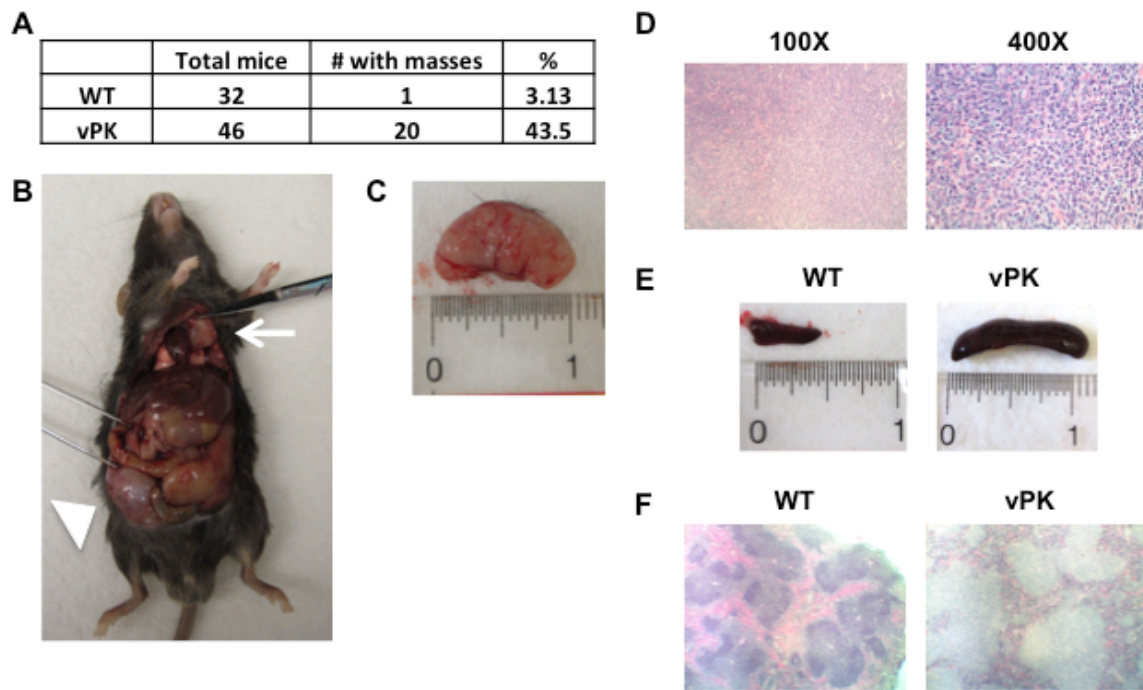 A
Total mice # with masses %
WT 32 1 3.13
vPK 46 20 43.5
B
C
0 1
D
100X 400X
E
WT vPK
0 1 0 1
F
WT vPK